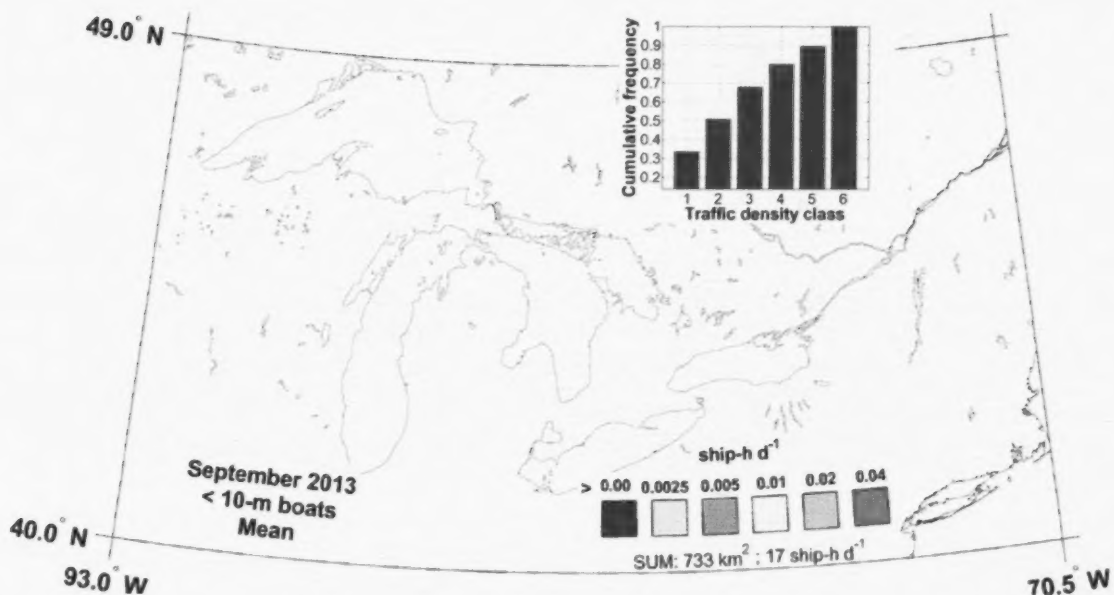 49.0° N
1
0.9
0.8
0.7
0.6
0.5
0.4
0.3
0.2
Cumulative frequency
1 2 3 4 5 6
Traffic density class
September 2013
< 10-m boats
Mean
ship-h d⁻¹
> 0.00 0.0025 0.005 0.01 0.02 0.04
SUM: 733 km² ; 17 ship-h d⁻¹
40.0° N
93.0° W
70.5° W